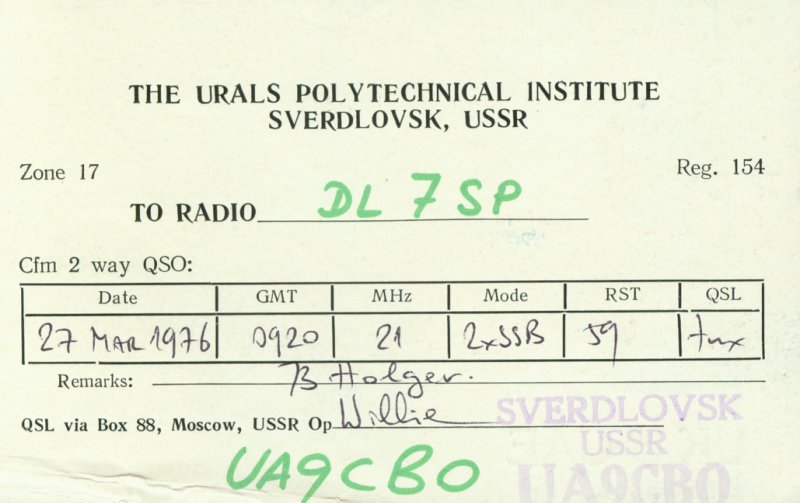 THE URALS POLYTECHNICAL INSTITUTE
SVERDLOVSK, USSR
Zone 17 Reg. 154
TO RADIO DL 7 SP
Cfm 2 way QSO:
Date GMT MHz Mode RST QSL
27 MAR 1976 0920 21 2xSSB 59 tnx
Remarks: 73 Holger.
QSL via Box 88, Moscow, USSR Op Willie
SVERDLOVSK
USSR
UA9CBO
UA9CBO